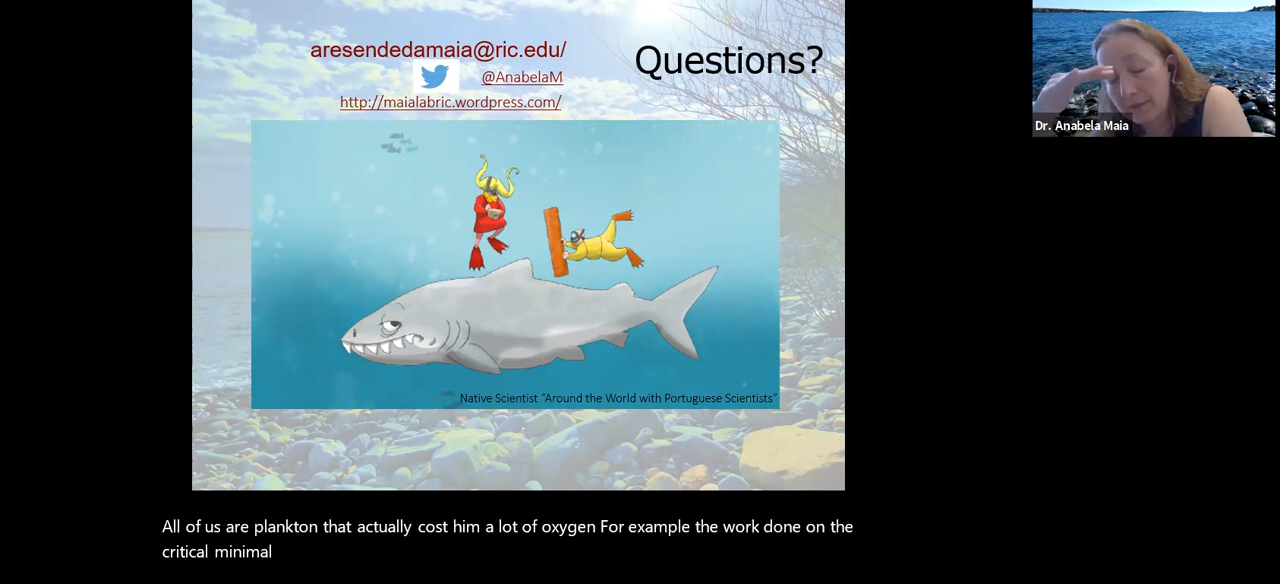 aresendedamaia@ric.edu/
Questions?
@AnabelaM
http://maialabric.wordpress.com/
Dr. Anabela Maia
Native Scientist “Around the World with Portuguese Scientists”
All of us are plankton that actually cost him a lot of oxygen For example the work done on the
critical minimal